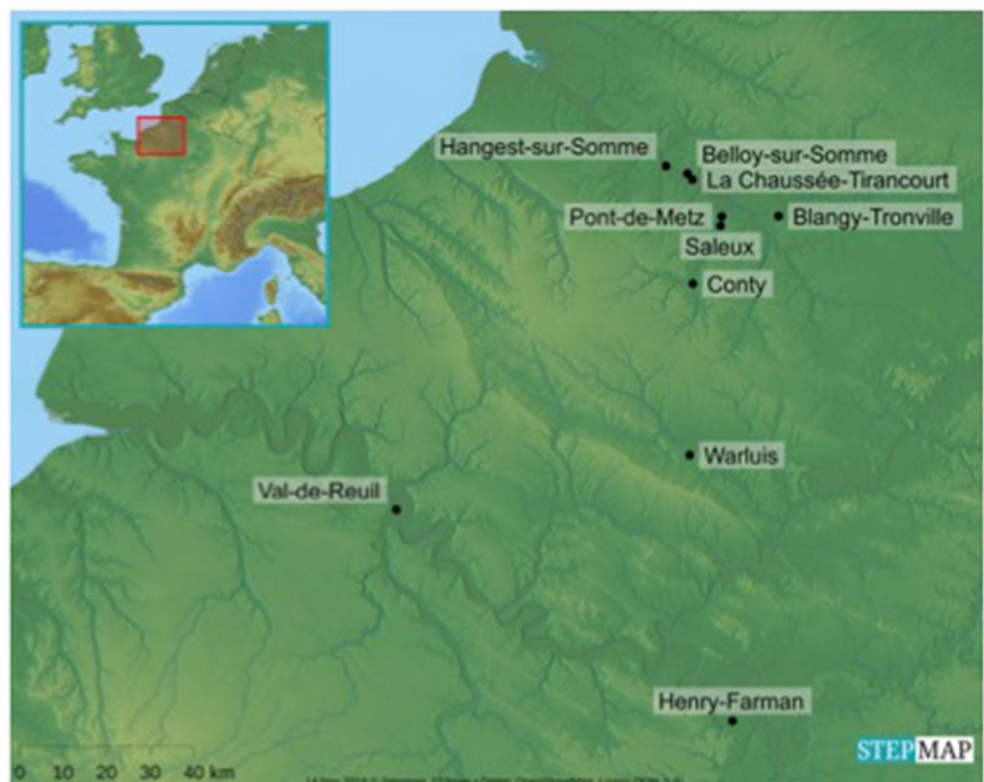 Hangest-sur-Somme
Belloy-sur-Somme
La Chaussée-Tirancourt
Pont-de-Metz
Blangy-Tronville
Saleux
Conty
Warluis
Val-de-Reuil
Henry-Farman
STEPMAP
0 10 20 30 40 km